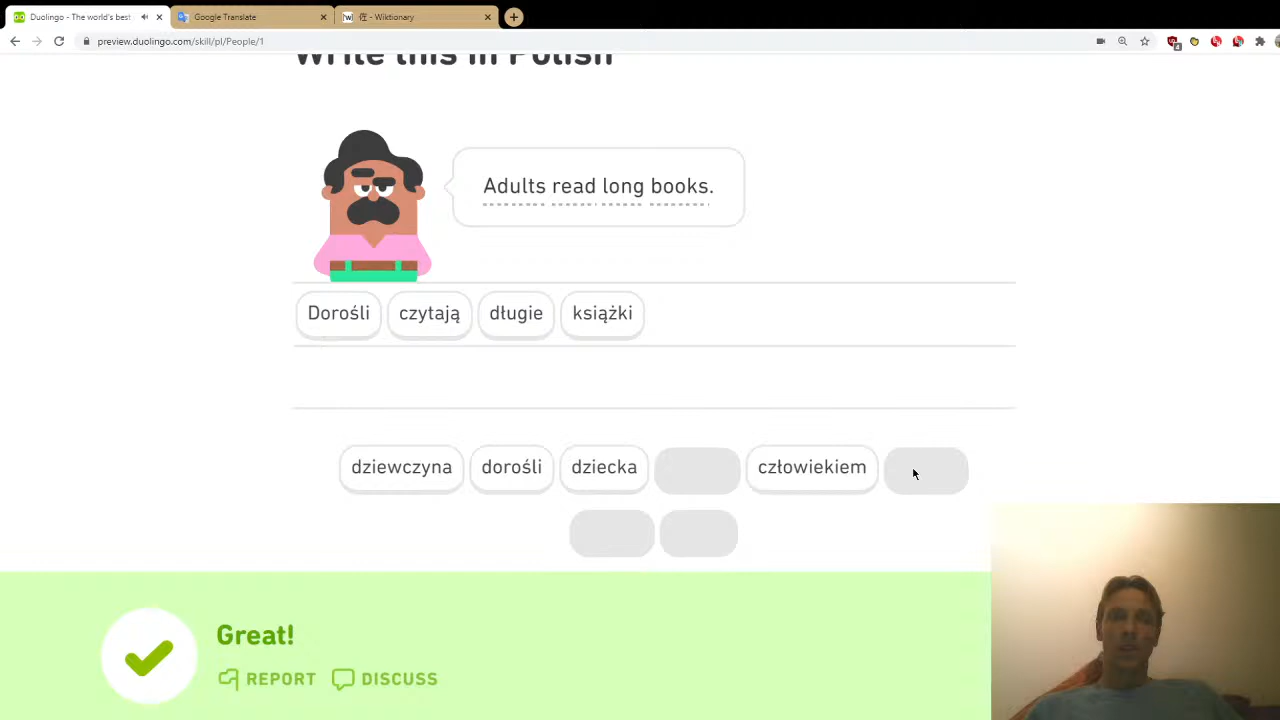 Duolingo - The world's best
Google Translate
佐 - Wiktionary
preview.duolingo.com/skill/pl/People/1
Write this in Polish
Adults read long books.
Dorośli czytają długie książki
dziewczyna dorośli dziecka człowiekiem
Great!
REPORT DISCUSS